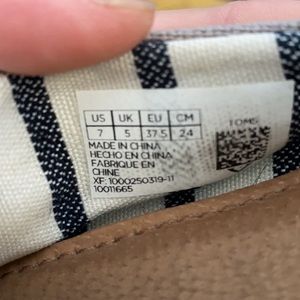 US UK EU CM
7 5 37.5 24
TOMS
MADE IN CHINA
HECHO EN CHINA
FABRIQUE EN
CHINE
XF: 1000250319-11
10011665